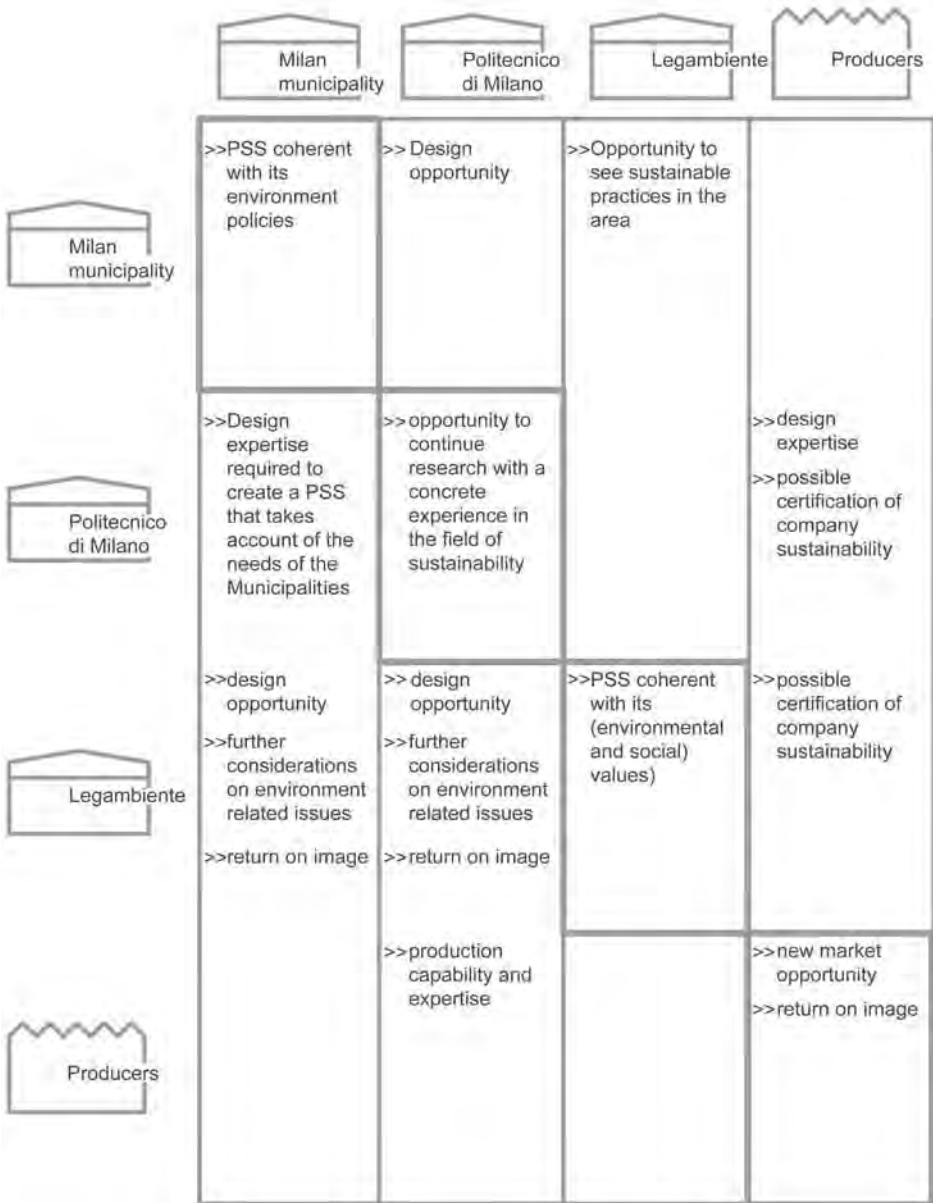 Milan
municipality
Politecnico
di Milano
Legambiente
Producers
Milan
municipality
>>PSS coherent
with its
environment
policies
>> Design
opportunity
>>Opportunity to
see sustainable
practices in the
area
Politecnico
di Milano
>>Design
expertise
required to
create a PSS
that takes
account of the
needs of the
Municipalities
>>opportunity to
continue
research with a
concrete
experience in
the field of
sustainability
>>design
expertise
>>possible
certification of
company
sustainability
Legambiente
>>design
opportunity
>>further
considerations
on environment
related issues
>>return on image
>>design
opportunity
>>further
considerations
on environment
related issues
>>return on image
>>PSS coherent
with its
(environmental
and social)
values)
>>possible
certification of
company
sustainability
Producers
>>production
capability and
expertise
>>new market
opportunity
>>return on image